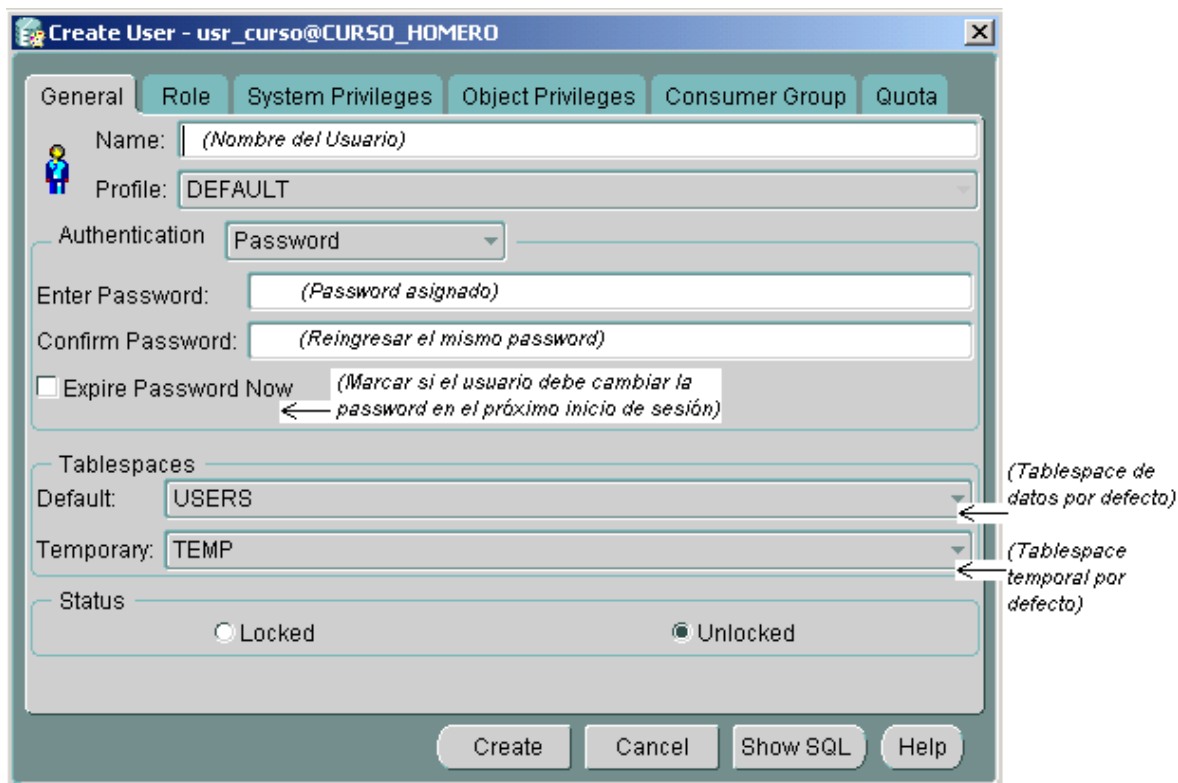 Create User - usr_curso@CURSO_HOMERO
General Role System Privileges Object Privileges Consumer Group Quota
Name: (Nombre del Usuario)
Profile: DEFAULT
Authentication Password
Enter Password: (Password asignado)
Confirm Password: (Reingresar el mismo password)
Expire Password Now (Marcar si el usuario debe cambiar la
password en el próximo inicio de sesión)
Tablespaces
Default: USERS
(Tablespace de
datos por defecto)
Temporary: TEMP
(Tablespace
temporal por
defecto)
Status
Locked Unlocked
Create Cancel Show SQL Help